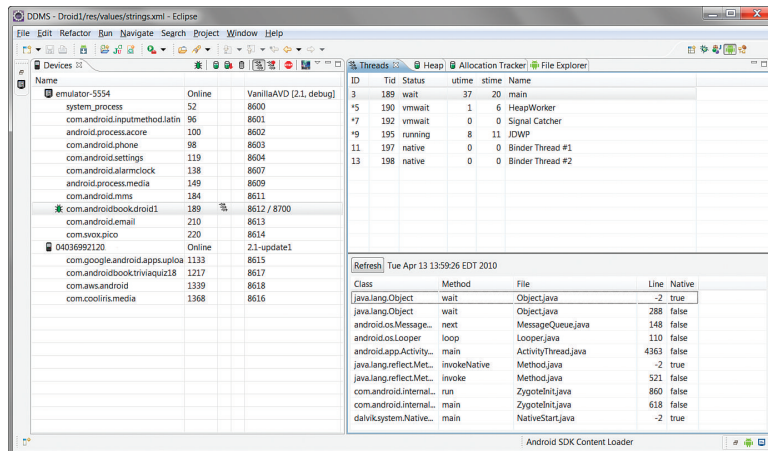 DDMS - Droid1/res/values/strings.xml - Eclipse
File Edit Refactor Run Navigate Search Project Window Help
Devices
Name
emulator-5554 Online VanillaAVD [2.1, debug]
system_process 52 8600
com.android.inputmethod.latin 96 8601
android.process.acore 100 8602
com.android.phone 98 8603
com.android.settings 119 8604
com.android.alarmclock 138 8607
android.process.media 149 8609
com.android.mms 184 8611
com.androidbook.droid1 189 8612 / 8700
com.android.email 210 8613
com.svox.pico 220 8614
04036992120 Online 2.1-update1
com.google.android.apps.uploa 1133 8615
com.androidbook.triviaquiz18 1217 8617
com.aws.android 1339 8618
com.cooliris.media 1368 8616
Threads Heap Allocation Tracker File Explorer
ID Tid Status utime stime Name
3 189 wait 37 20 main
*5 190 vmwait 1 6 HeapWorker
*7 192 vmwait 0 0 Signal Catcher
*9 195 running 8 11 JDWP
11 197 native 0 0 Binder Thread #1
13 198 native 0 0 Binder Thread #2
Refresh Tue Apr 13 13:59:26 EDT 2010
Class Method File Line Native
java.lang.Object wait Object.java -2 true
java.lang.Object wait Object.java 288 false
android.os.Message... next MessageQueue.java 148 false
android.os.Looper loop Looper.java 110 false
android.app.Activity... main ActivityThread.java 4363 false
java.lang.reflect.Met... invokeNative Method.java -2 true
java.lang.reflect.Met... invoke Method.java 521 false
com.android.internal... run ZygoteInit.java 860 false
com.android.internal... main ZygoteInit.java 618 false
dalvik.system.Native... main NativeStart.java -2 true
Android SDK Content Loader